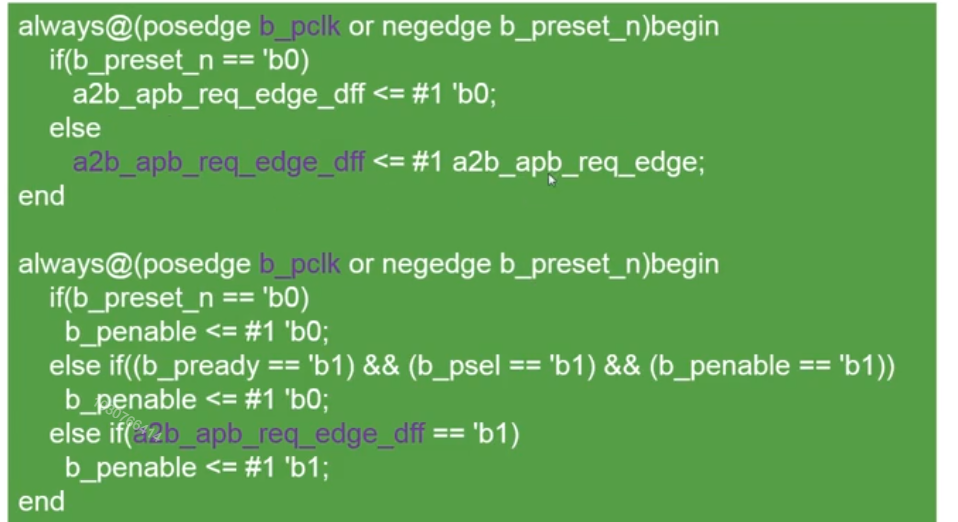 always@(posedge b_pclk or negedge b_preset_n)begin
if(b_preset_n == 'b0)
a2b_apb_req_edge_dff <= #1 'b0;
else
a2b_apb_req_edge_dff <= #1 a2b_apb_req_edge;
end
always@(posedge b_pclk or negedge b_preset_n)begin
if(b_preset_n == 'b0)
b_penable <= #1 'b0;
else if((b_pready == 'b1) && (b_psel == 'b1) && (b_penable == 'b1))
b_penable <= #1 'b0;
else if(a2b_apb_req_edge_dff == 'b1)
b_penable <= #1 'b1;
end